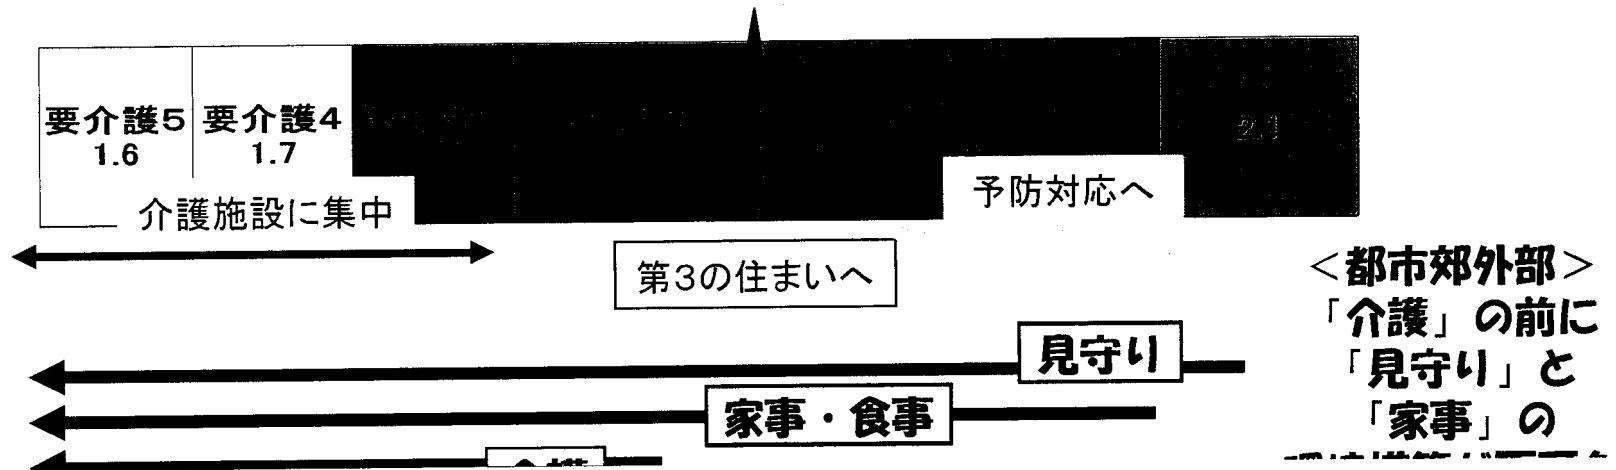 要介護5
1.6
要介護4
1.7
2.1
介護施設に集中
予防対応へ
第3の住まいへ
見守り
家事・食事
＜都市郊外部＞
「介護」の前に
「見守り」と
「家事」の